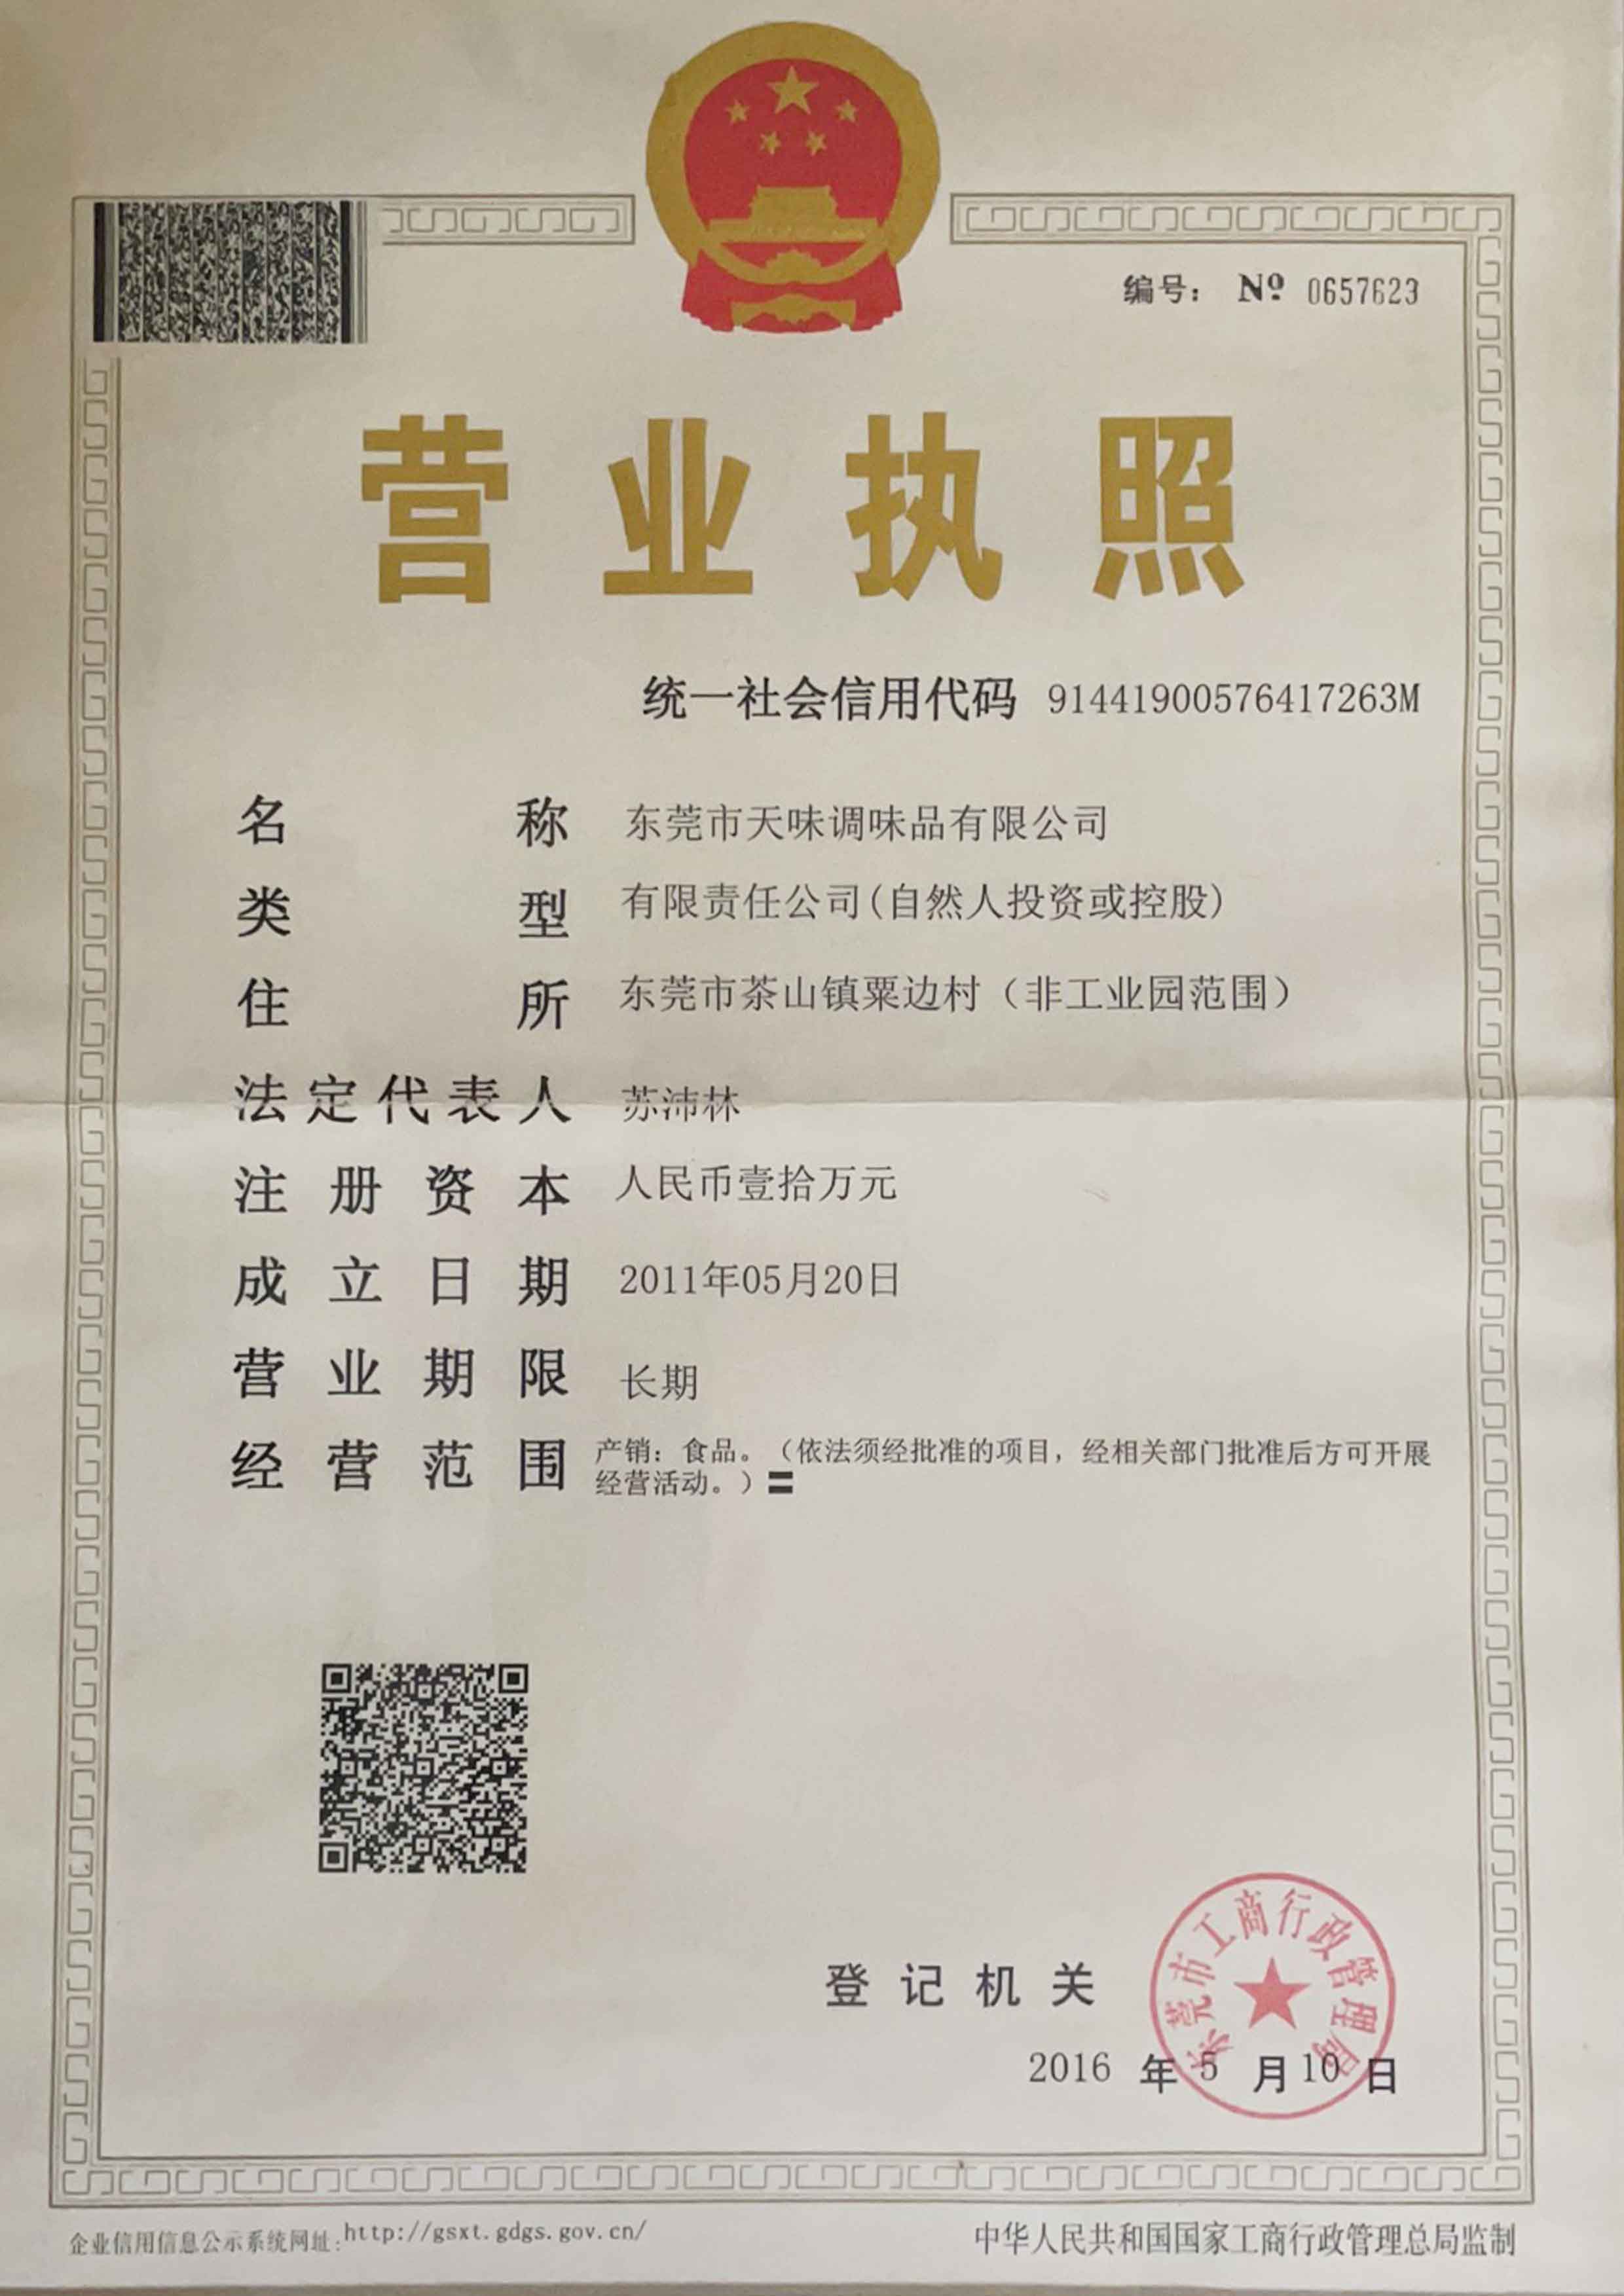 编号： № 0657623
营业执照
统一社会信用代码 91441900576417263M
名称 东莞市天味调味品有限公司
类型 有限责任公司(自然人投资或控股)
住所 东莞市茶山镇粟边村（非工业园范围）
法定代表人 苏沛林
注册资本 人民币壹拾万元
成立日期 2011年05月20日
营业期限 长期
经营范围 产销：食品。（依法须经批准的项目，经相关部门批准后方可开展
经营活动。）〓
登记机关
东莞市工商行政管理局
2016 年 5 月 10 日
企业信用信息公示系统网址：http://gsxt.gdgs.gov.cn/
中华人民共和国国家工商行政管理总局监制